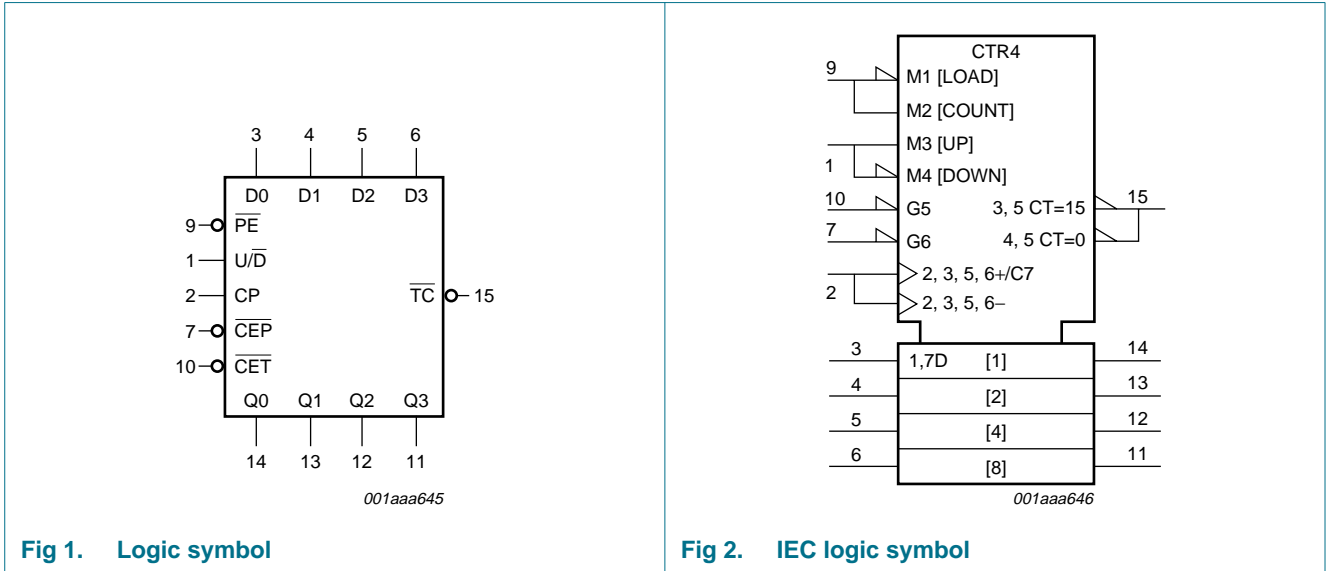 3 4 5 6
D0 D1 D2 D3
9 P̅E̅
1 U/D̅
2 CP
T̅C̅ 15
7 C̅E̅P̅
10 C̅E̅T̅
Q0 Q1 Q2 Q3
14 13 12 11
001aaa645
Fig 1. Logic symbol
CTR4
9 M1 [LOAD]
M2 [COUNT]
M3 [UP]
1 M4 [DOWN]
10 G5 3, 5 CT=15 15
7 G6 4, 5 CT=0
2, 3, 5, 6+/C7
2 2, 3, 5, 6−
3 1,7D [1] 14
4 [2] 13
5 [4] 12
6 [8] 11
001aaa646
Fig 2. IEC logic symbol